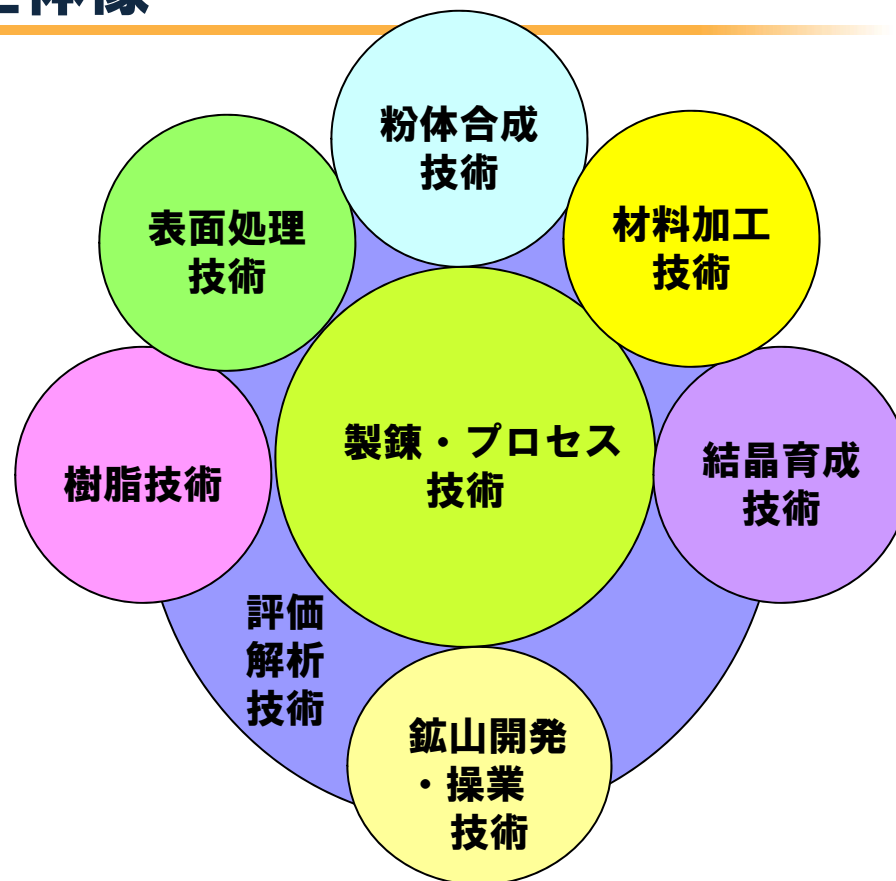 体像
粉体合成
技術
表面処理
技術
材料加工
技術
製錬・プロセス
技術
樹脂技術
結晶育成
技術
評価
解析
技術
鉱山開発
・操業
技術